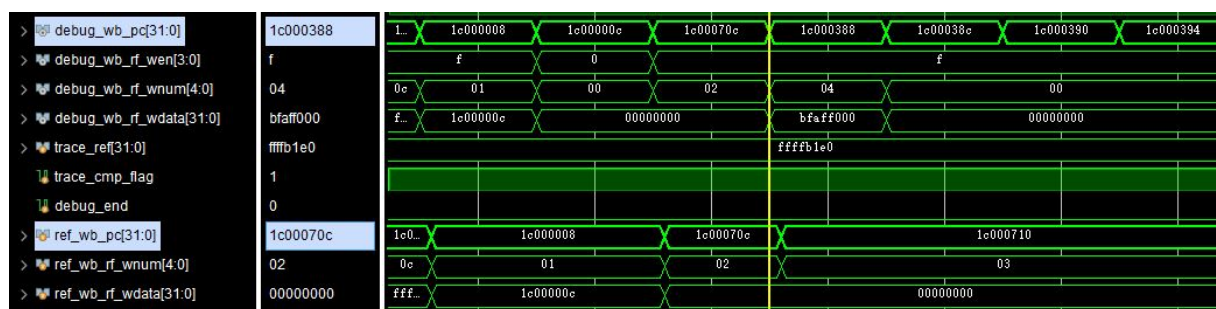 debug_wb_pc[31:0] 1c000388 1... 1c000008 1c00000c 1c00070c 1c000388 1c00038c 1c000390 1c000394
debug_wb_rf_wen[3:0] f f 0 f
debug_wb_rf_wnum[4:0] 04 0c 01 00 02 04 00
debug_wb_rf_wdata[31:0] bfaff000 f... 1c00000c 00000000 bfaff000 00000000
trace_ref[31:0] ffffb1e0 ffffb1e0
trace_cmp_flag 1
debug_end 0
ref_wb_pc[31:0] 1c00070c 1c0... 1c000008 1c00070c 1c000710
ref_wb_rf_wnum[4:0] 02 0c 01 02 03
ref_wb_rf_wdata[31:0] 00000000 fff... 1c00000c 00000000